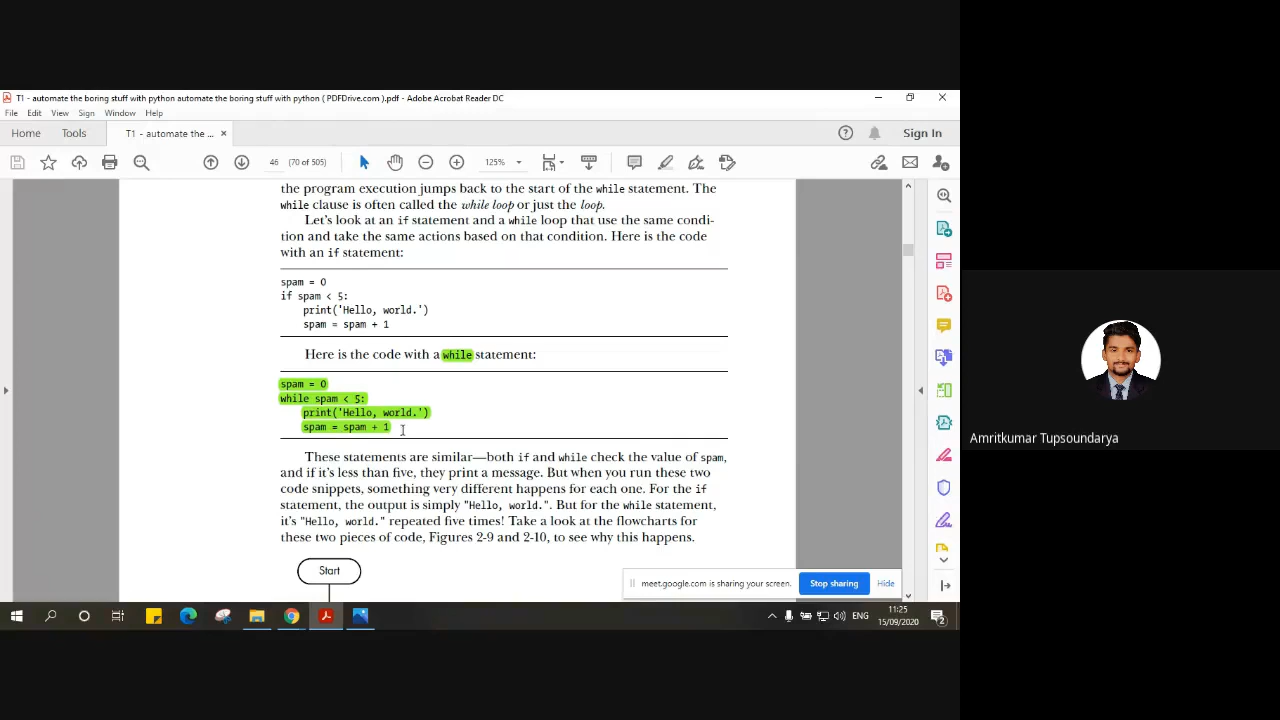 T1 - automate the boring stuff with python automate the boring stuff with python ( PDFDrive.com ).pdf - Adobe Acrobat Reader DC
File Edit View Sign Window Help
Home Tools T1 - automate the ... × Sign In
46 (70 of 505) 125%
the program execution jumps back to the start of the while statement. The
while clause is often called the while loop or just the loop.
Let's look at an if statement and a while loop that use the same condi-
tion and take the same actions based on that condition. Here is the code
with an if statement:
spam = 0
if spam < 5:
print('Hello, world.')
spam = spam + 1
Here is the code with a while statement:
spam = 0
while spam < 5:
print('Hello, world.')
spam = spam + 1
These statements are similar—both if and while check the value of spam,
and if it's less than five, they print a message. But when you run these two
code snippets, something very different happens for each one. For the if
statement, the output is simply "Hello, world.". But for the while statement,
it's "Hello, world." repeated five times! Take a look at the flowcharts for
these two pieces of code, Figures 2-9 and 2-10, to see why this happens.
Start
meet.google.com is sharing your screen. Stop sharing Hide
ENG
11:25
15/09/2020
2
Amritkumar Tupsoundarya